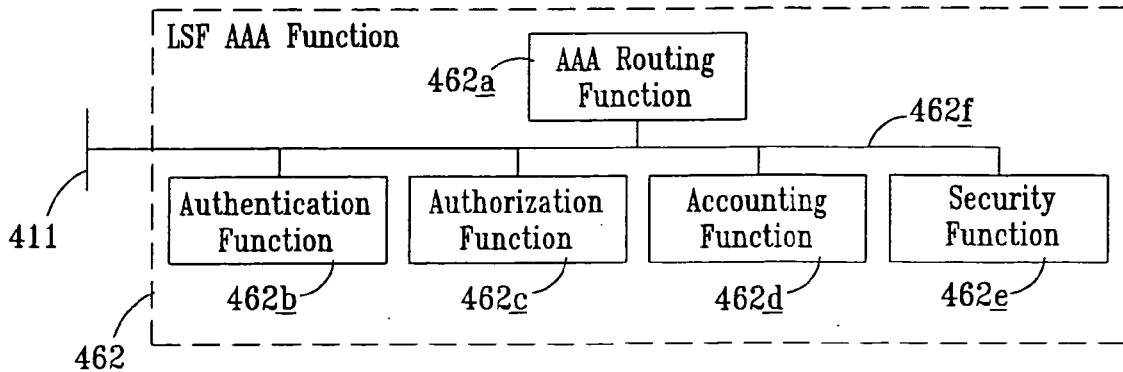 LSF AAA Function
462a
AAA Routing
Function
462f
411
Authentication
Function
462b
Authorization
Function
462c
Accounting
Function
462d
Security
Function
462e
462